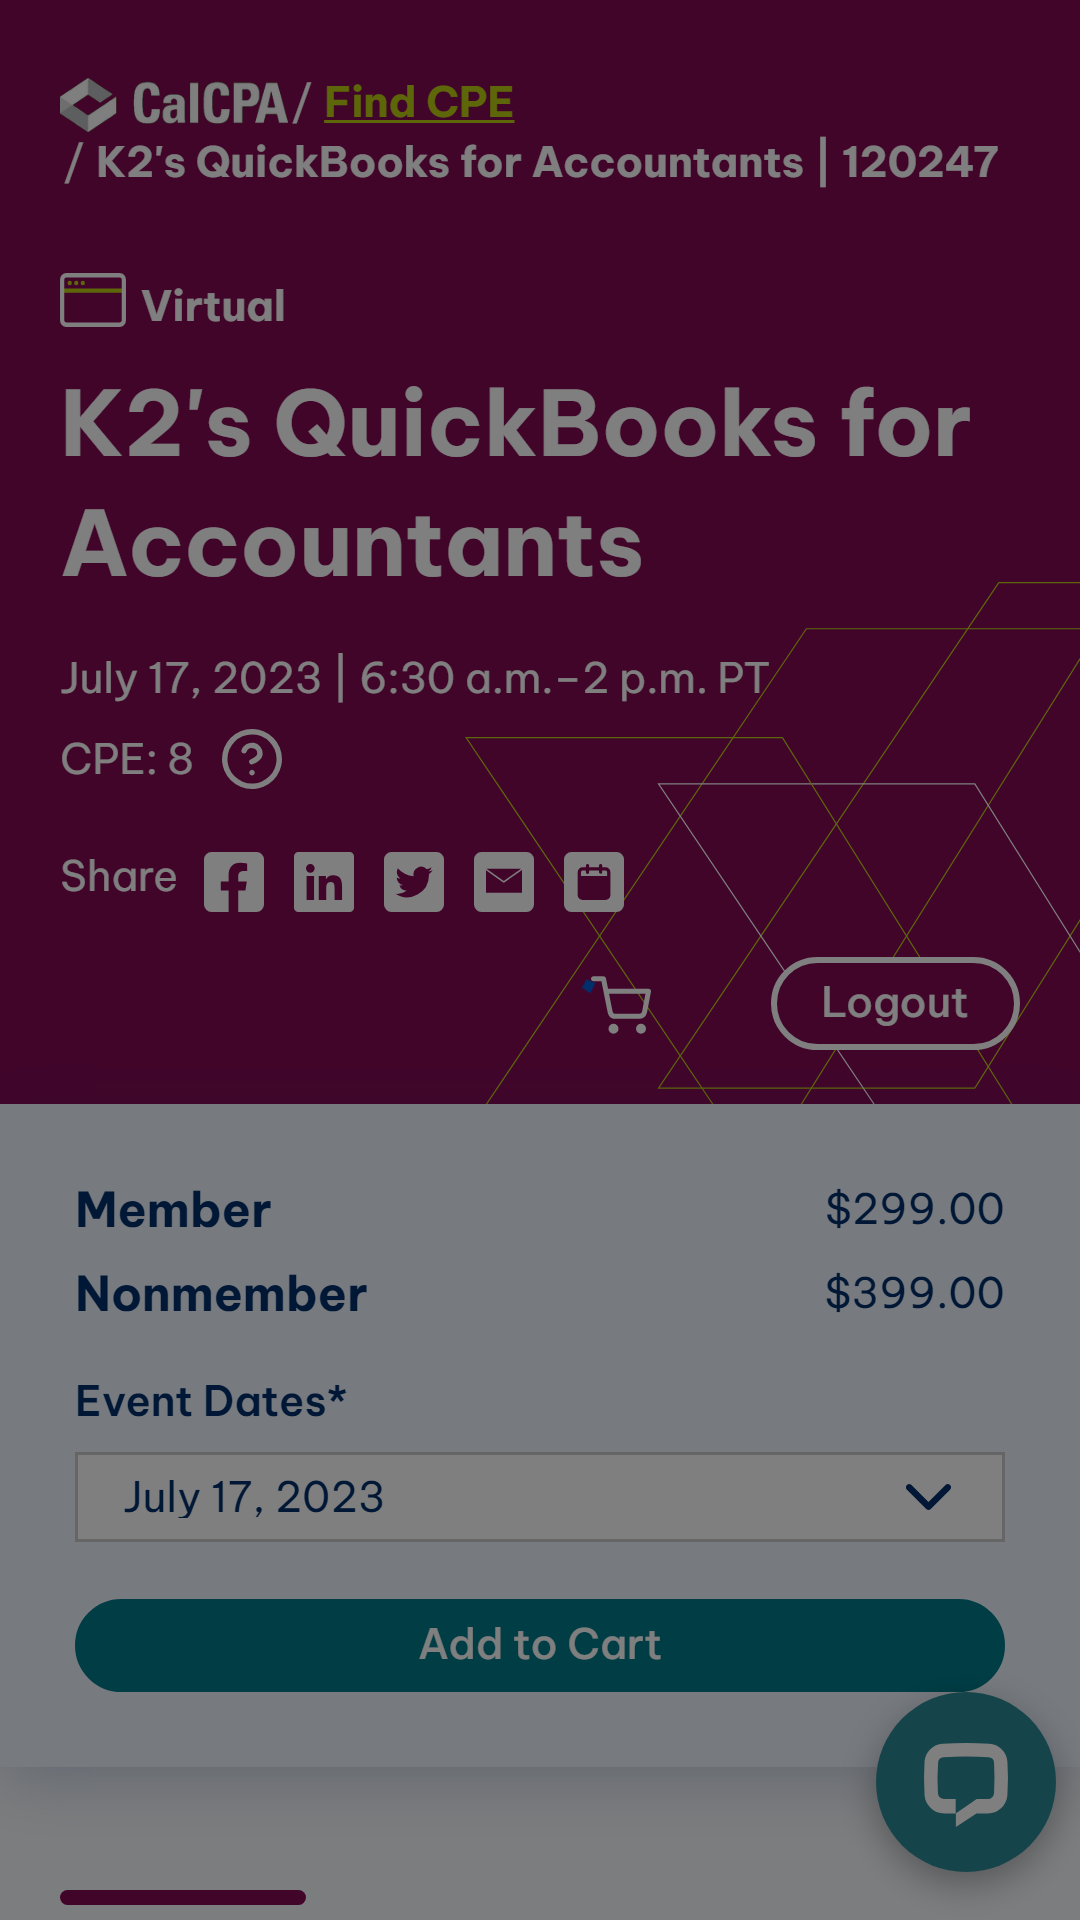 CalCPA / Find CPE
/ K2's QuickBooks for Accountants | 120247
Virtual
K2's QuickBooks for
Accountants
July 17, 2023 | 6:30 a.m.–2 p.m. PT
CPE: 8 ?
Share
Logout
Member $299.00
Nonmember $399.00
Event Dates*
July 17, 2023
Add to Cart